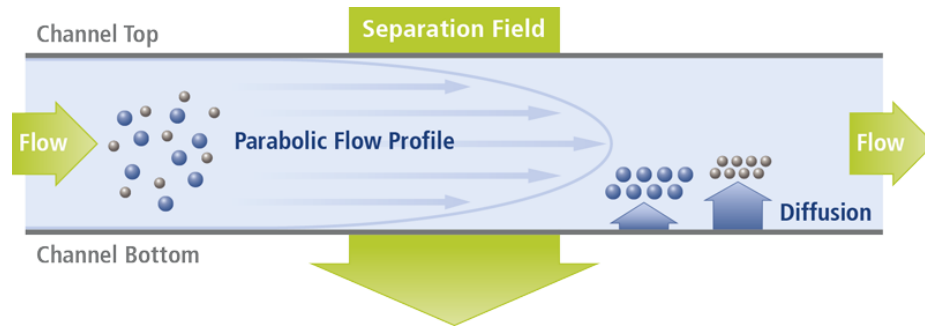 Channel Top
Separation Field
Flow
Parabolic Flow Profile
Flow
Diffusion
Channel Bottom